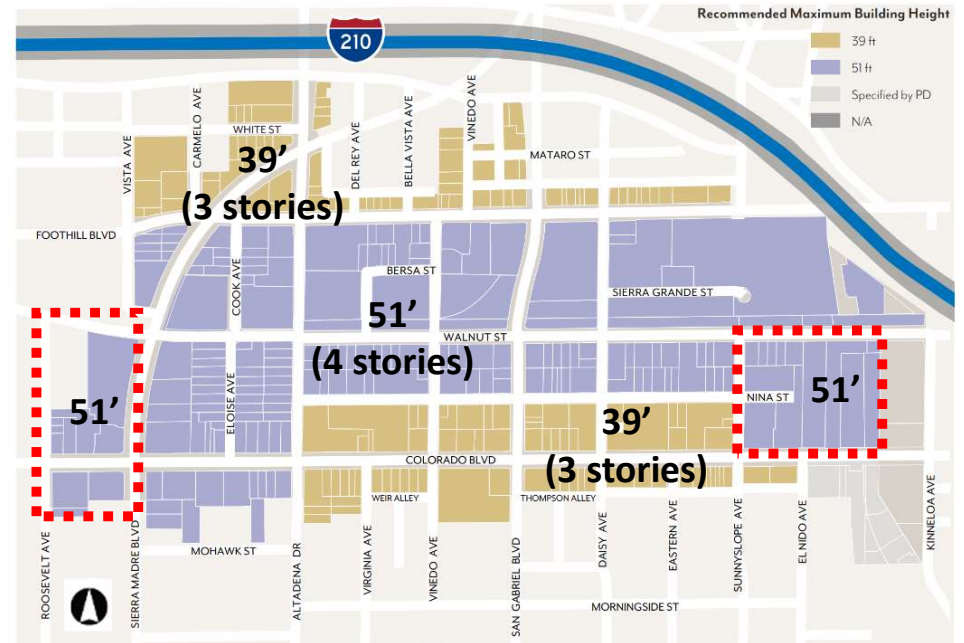 Recommended Maximum Building Height
39 ft
51 ft
Specified by PD
N/A
210
VISTA AVE
CARMELO AVE
WHITE ST
DEL REY AVE
BELLA VISTA AVE
VINEDO AVE
MATARO ST
39’
(3 stories)
FOOTHILL BLVD
COOK AVE
BERSA ST
SIERRA GRANDE ST
51’
WALNUT ST
(4 stories)
51’
ELOISE AVE
NINA ST
51’
39’
COLORADO BLVD
(3 stories)
WEIR ALLEY
THOMPSON ALLEY
MOHAWK ST
ROOSEVELT AVE
SIERRA MADRE BLVD
ALTADENA DR
VIRGINIA AVE
VINEDO AVE
SAN GABRIEL BLVD
DAISY AVE
EASTERN AVE
SUNNYSLOPE AVE
EL NIDO AVE
KINNELOA AVE
MORNINGSIDE ST